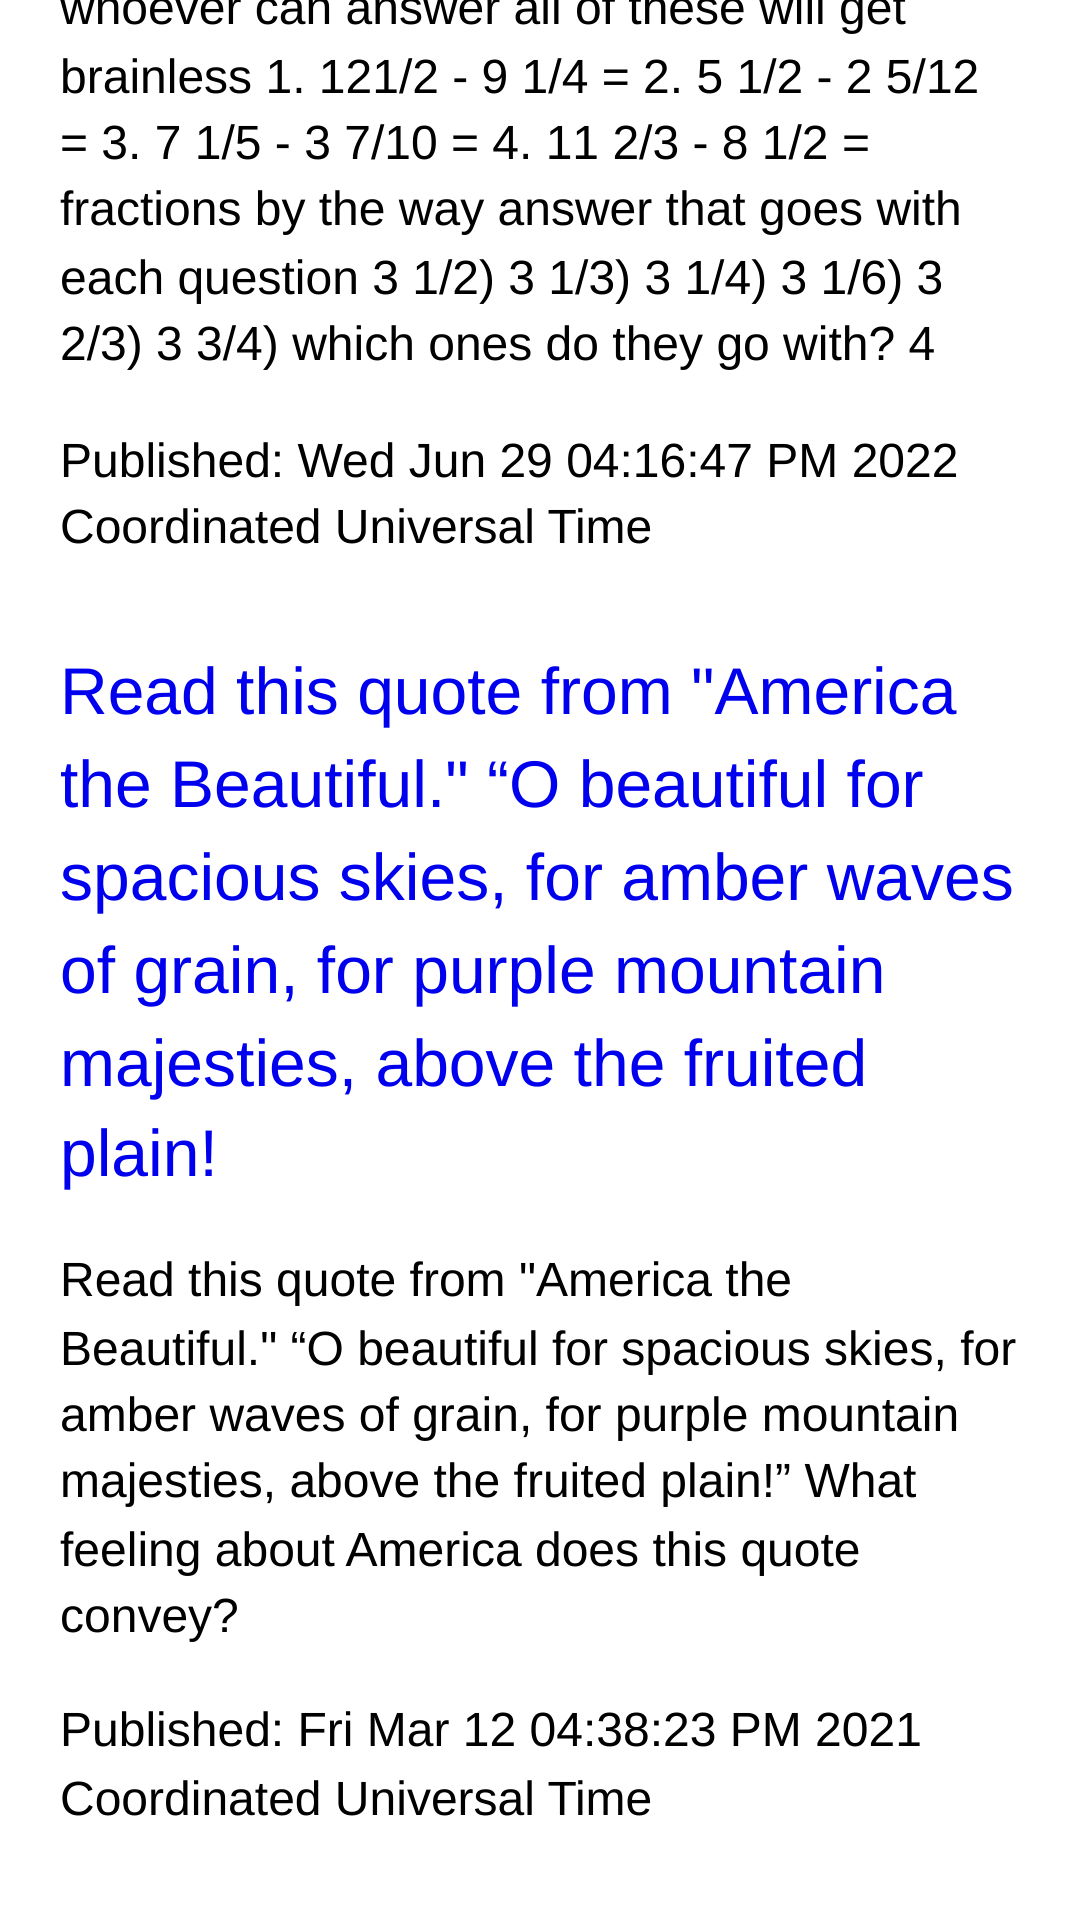 whoever can answer all of these will get
brainless 1. 121/2 - 9 1/4 = 2. 5 1/2 - 2 5/12
= 3. 7 1/5 - 3 7/10 = 4. 11 2/3 - 8 1/2 =
fractions by the way answer that goes with
each question 3 1/2) 3 1/3) 3 1/4) 3 1/6) 3
2/3) 3 3/4) which ones do they go with? 4
Published: Wed Jun 29 04:16:47 PM 2022
Coordinated Universal Time
Read this quote from "America
the Beautiful." “O beautiful for
spacious skies, for amber waves
of grain, for purple mountain
majesties, above the fruited
plain!
Read this quote from "America the
Beautiful." “O beautiful for spacious skies, for
amber waves of grain, for purple mountain
majesties, above the fruited plain!” What
feeling about America does this quote
convey?
Published: Fri Mar 12 04:38:23 PM 2021
Coordinated Universal Time